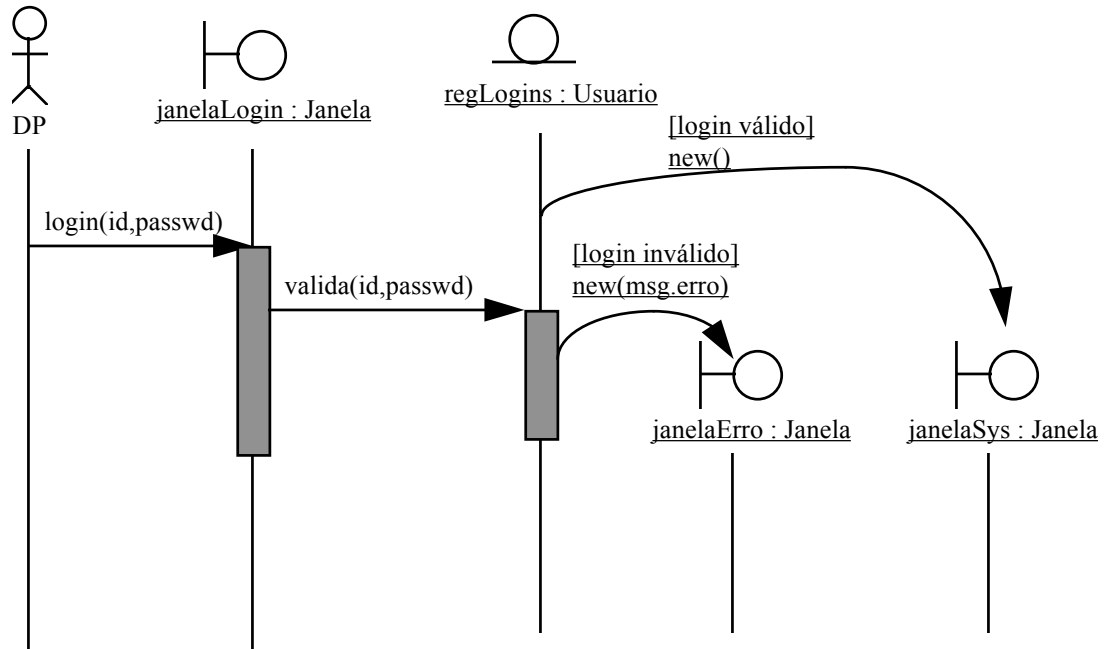 DP
janelaLogin : Janela
regLogins : Usuario
[login válido]
new()
login(id,passwd)
valida(id,passwd)
[login inválido]
new(msg.erro)
janelaErro : Janela
janelaSys : Janela